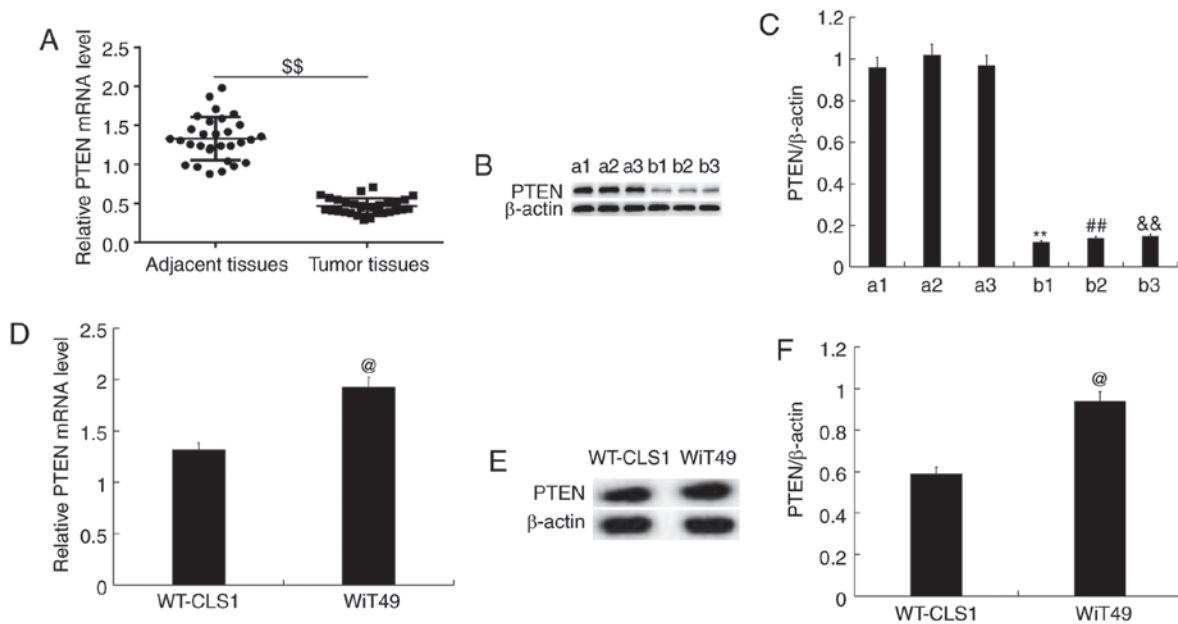 A
Relative PTEN mRNA level
2.5
2.0
1.5
1.0
0.5
0.0
$$
Adjacent tissues Tumor tissues
B
a1 a2 a3 b1 b2 b3
PTEN
β-actin
C
PTEN/β-actin
1.2
1
0.8
0.6
0.4
0.2
0
** ## &&
a1 a2 a3 b1 b2 b3
D
Relative PTEN mRNA level
2.5
2
1.5
1
0.5
0
@
WT-CLS1 WiT49
E
WT-CLS1 WiT49
PTEN
β-actin
F
PTEN/β-actin
1.2
1
0.8
0.6
0.4
0.2
0
@
WT-CLS1 WiT49